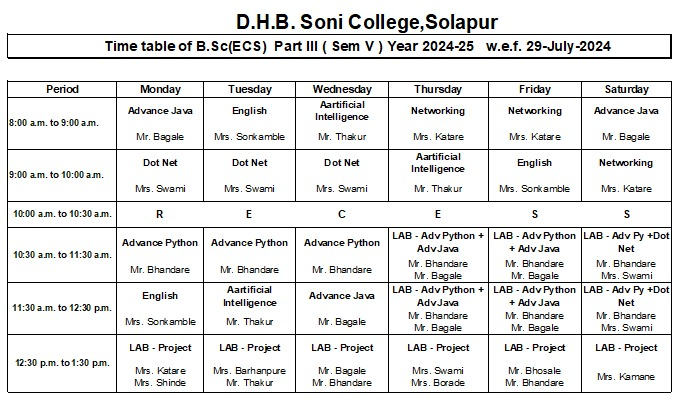 D.H.B. Soni College,Solapur
Time table of B.Sc(ECS) Part III ( Sem V ) Year 2024-25 w.e.f. 29-July-2024
Period Monday Tuesday Wednesday Thursday Friday Saturday
8:00 a.m. to 9:00 a.m. Advance Java English Aartificial Intelligence Networking Networking Advance Java
Mr. Bagale Mrs. Sonkamble Mr. Thakur Mrs. Katare Mrs. Katare Mr. Bagale
9:00 a.m. to 10:00 a.m. Dot Net Dot Net Dot Net Aartificial Intelligence English Networking
Mrs. Swami Mrs. Swami Mrs. Swami Mr. Thakur Mrs. Sonkamble Mrs. Katare
10:00 a.m. to 10:30 a.m. R E C E S S
10:30 a.m. to 11:30 a.m. Advance Python Advance Python Advance Python LAB - Adv Python + Adv Java LAB - Adv Python + Adv Java LAB - Adv Py +Dot Net
Mr. Bhandare Mr. Bhandare Mr. Bhandare Mr. Bhandare Mr. Bhandare Mr. Bhandare
Mr. Bagale Mr. Bagale Mrs. Swami
11:30 a.m. to 12:30 p.m. English Aartificial Intelligence Advance Java LAB - Adv Python + Adv Java LAB - Adv Python + Adv Java LAB - Adv Py +Dot Net
Mrs. Sonkamble Mr. Thakur Mr. Bagale Mr. Bhandare Mr. Bhandare Mr. Bhandare
Mr. Bagale Mr. Bagale Mrs. Swami
12:30 p.m. to 1:30 p.m. LAB - Project LAB - Project LAB - Project LAB - Project LAB - Project LAB - Project
Mrs. Katare Mrs. Barhanpure Mr. Bagale Mrs. Swami Mr. Bhosale Mrs. Kamane
Mrs. Shinde Mr. Thakur Mr. Bhandare Mrs. Borade Mr. Bhandare